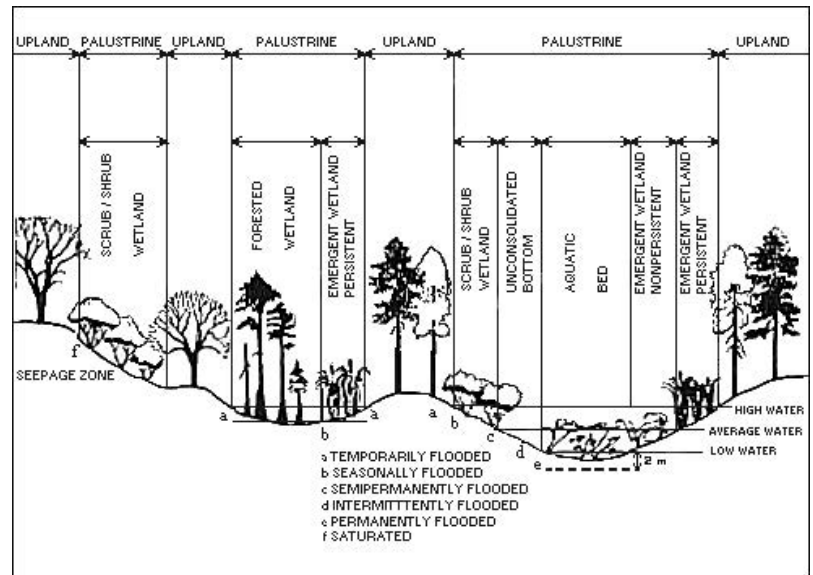 UPLAND PALUSTRINE UPLAND PALUSTRINE UPLAND PALUSTRINE UPLAND
SCRUB / SHRUB
WETLAND
FORESTED
WETLAND
EMERGENT WETLAND
PERSISTENT
SCRUB / SHRUB
WETLAND
UNCONSOLIDATED
BOTTOM
AQUATIC
BED
EMERGENT WETLAND
NONPERSISTENT
EMERGENT WETLAND
PERSISTENT
f
SEEPAGE ZONE
a
b
a
a
b
c
d
e
HIGH WATER
AVERAGE WATER
LOW WATER
2 m
a TEMPORARILY FLOODED
b SEASONALLY FLOODED
c SEMIPERMANENTLY FLOODED
d INTERMITTTENTLY FLOODED
e PERMANENTLY FLOODED
f SATURATED